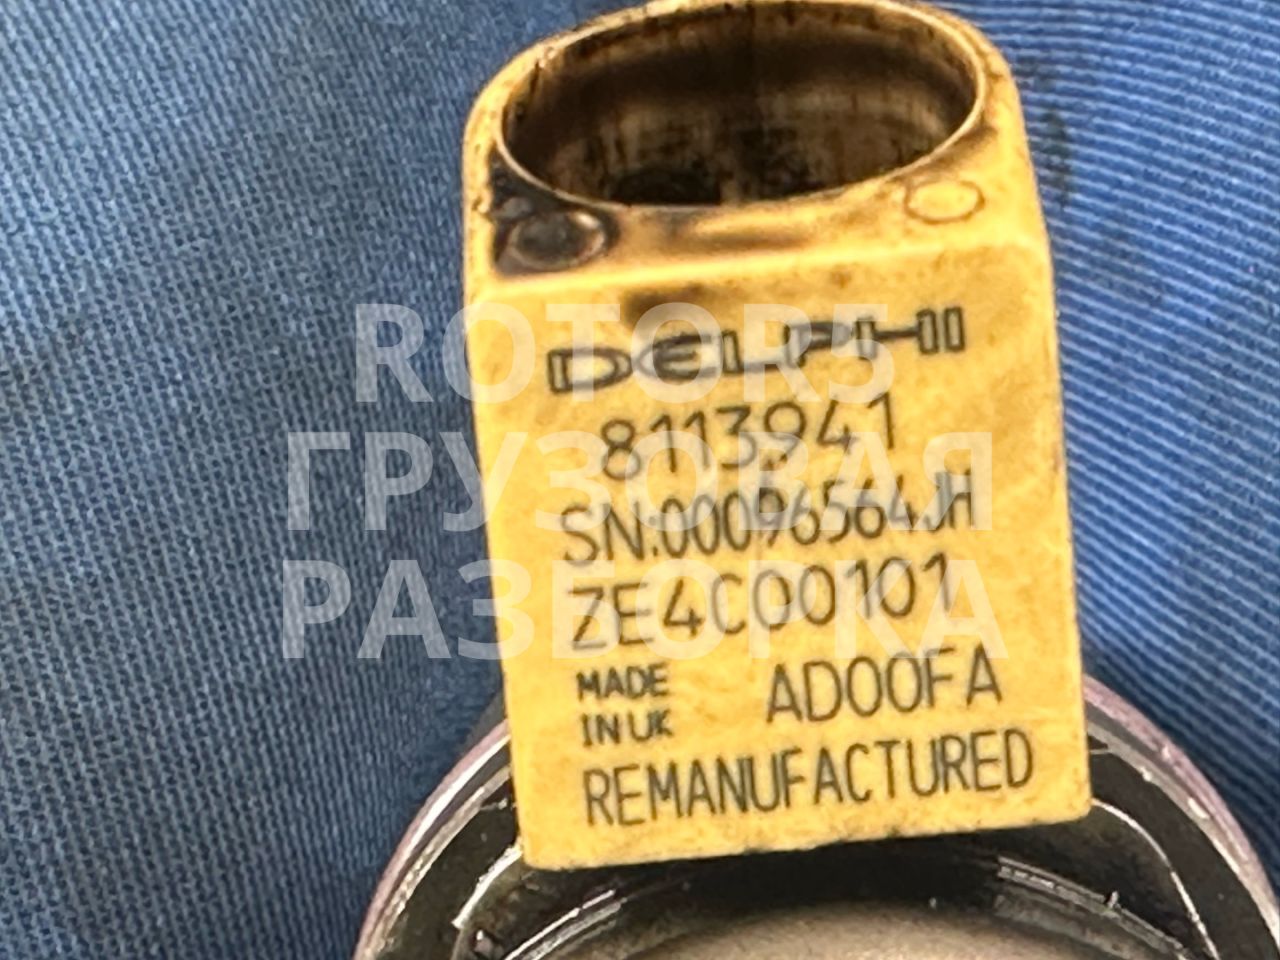 DELPHI
8113941
SN:00096564JH
ZE4C00101
MADE
IN UK
AD00FA
REMANUFACTURED
ROTOR5
ГРУЗОВАЯ
РАЗБОРКА